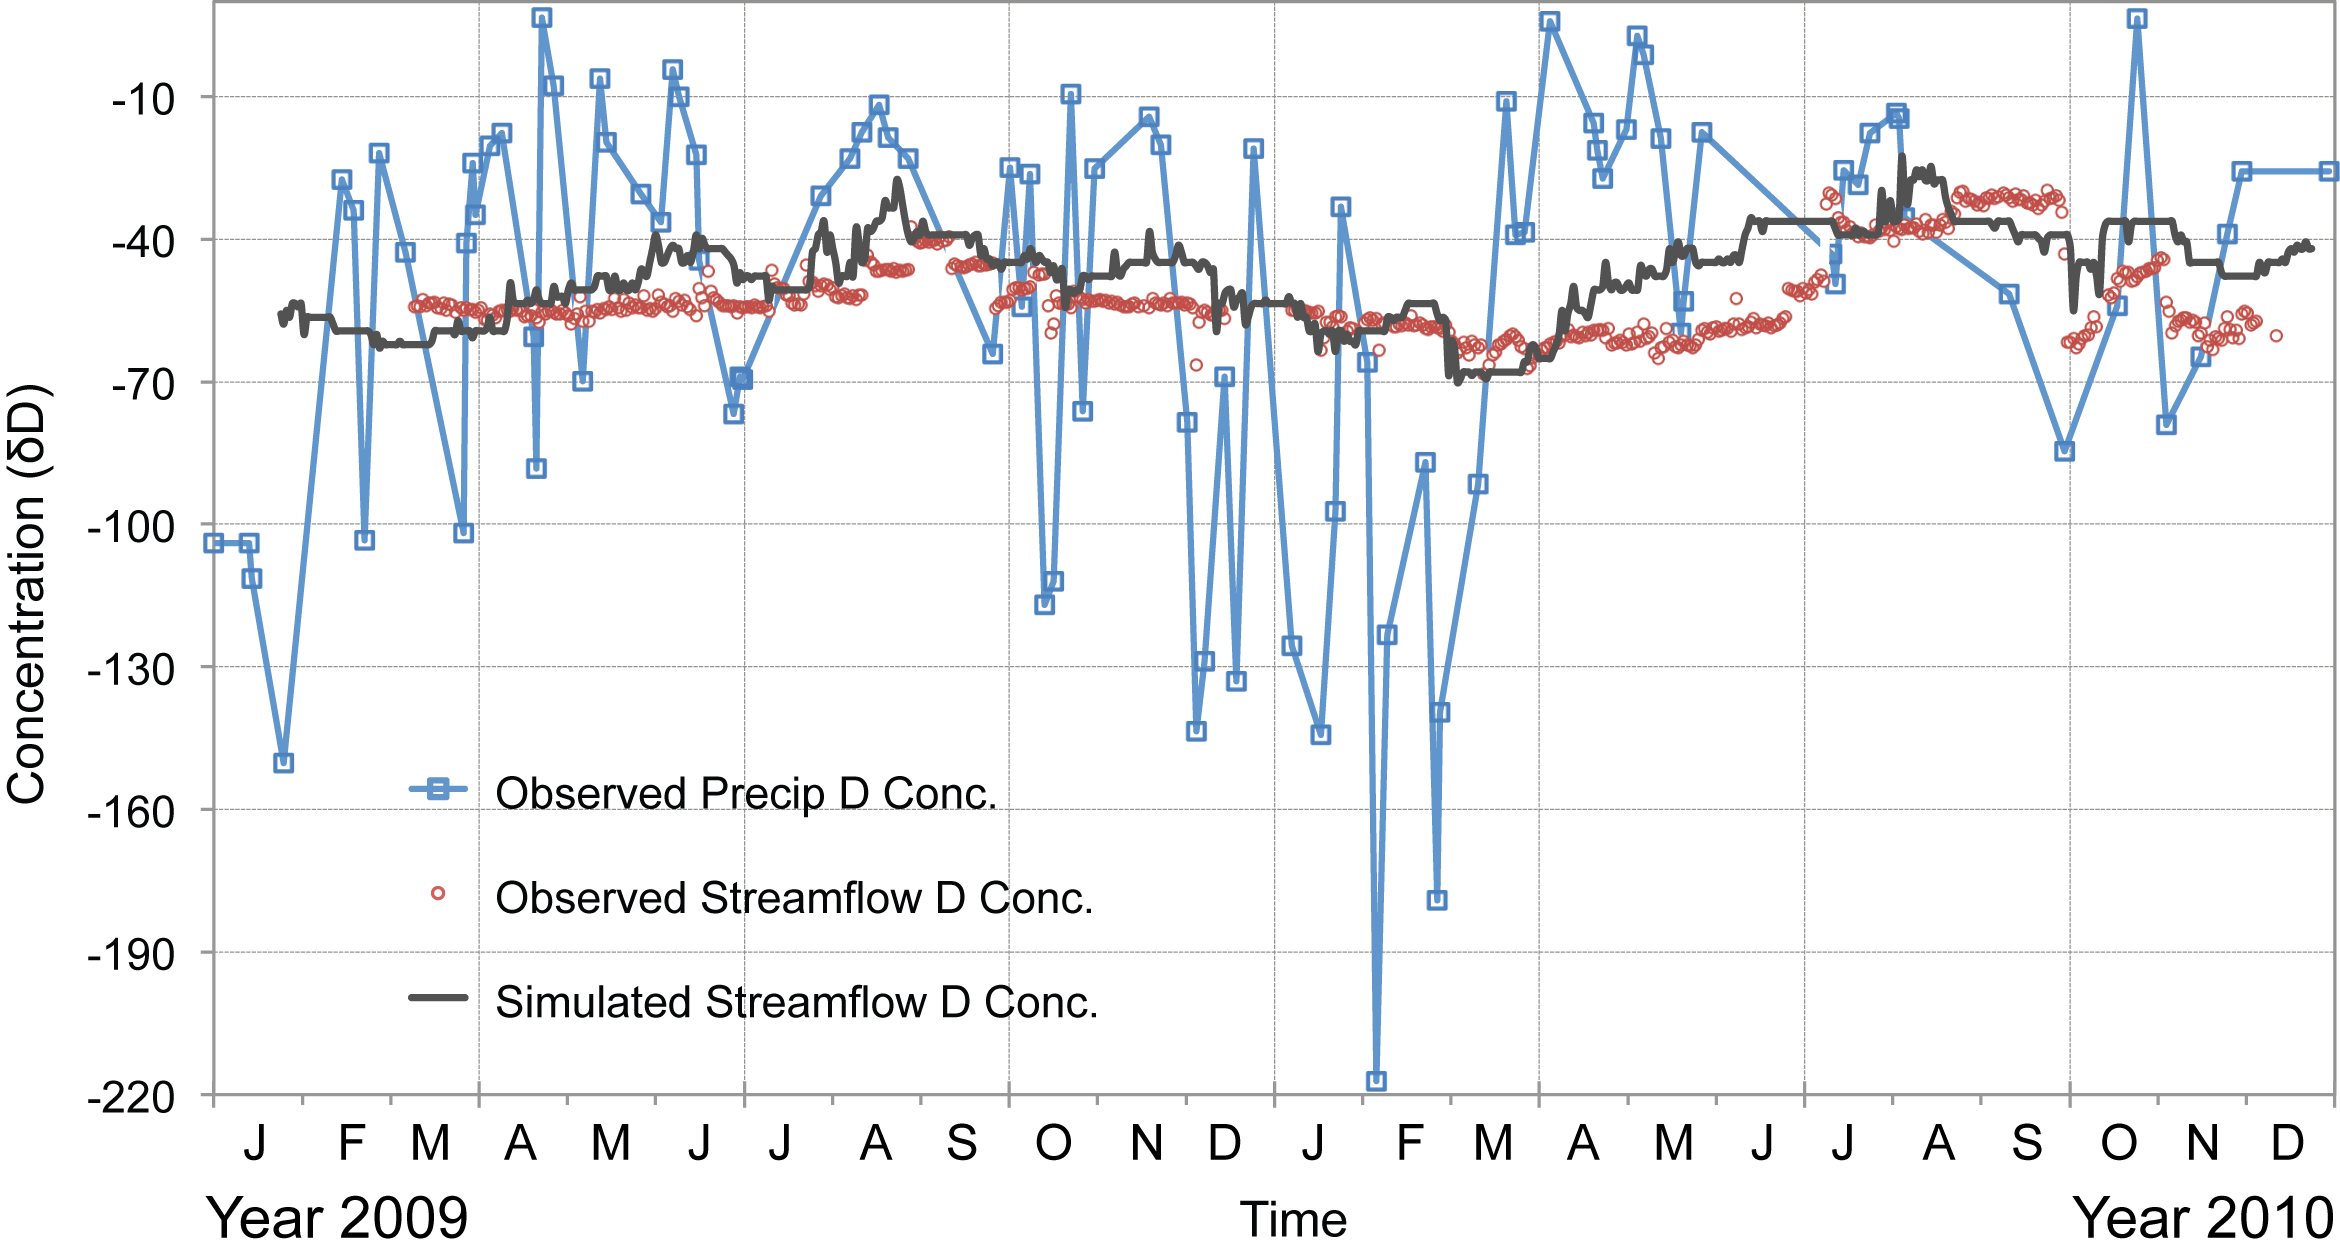 -10
-40
-70
-100
-130
-160
-190
-220
Concentration (δD)
Observed Precip D Conc.
Observed Streamflow D Conc.
Simulated Streamflow D Conc.
J F M A M J J A S O N D J F M A M J J A S O N D
Year 2009 Time Year 2010